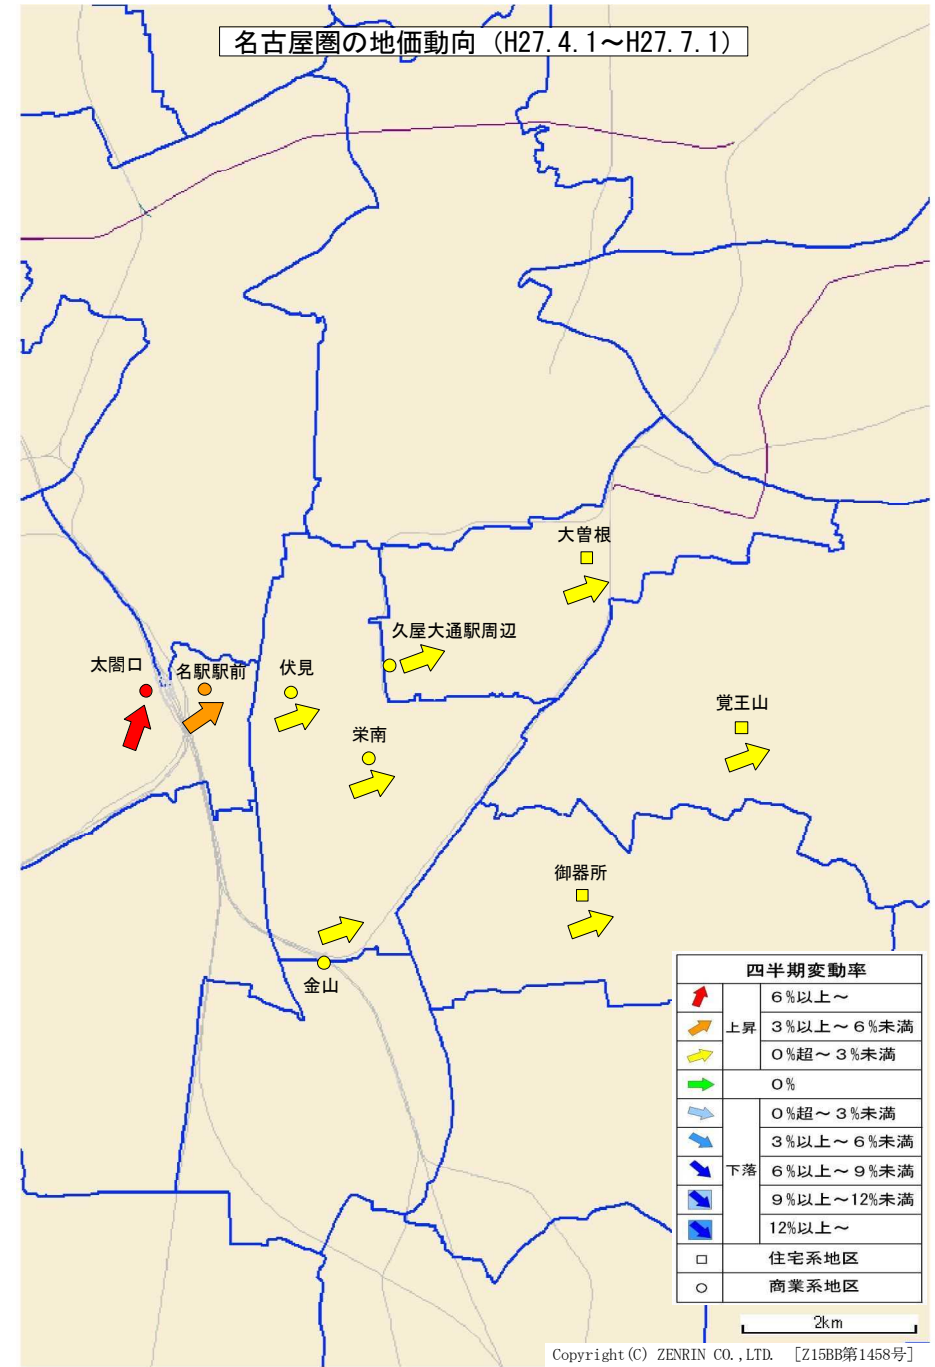 名古屋圏の地価動向（H27.4.1～H27.7.1）
大曽根
久屋大通駅周辺
太閤口
名駅駅前
伏見
覚王山
栄南
御器所
金山
四半期変動率
上昇
6%以上～
3%以上～6%未満
0%超～3%未満
0%
下落
0%超～3%未満
3%以上～6%未満
6%以上～9%未満
9%以上～12%未満
12%以上～
住宅系地区
商業系地区
2km
Copyright(C) ZENRIN CO.,LTD. [Z15BB第1458号]